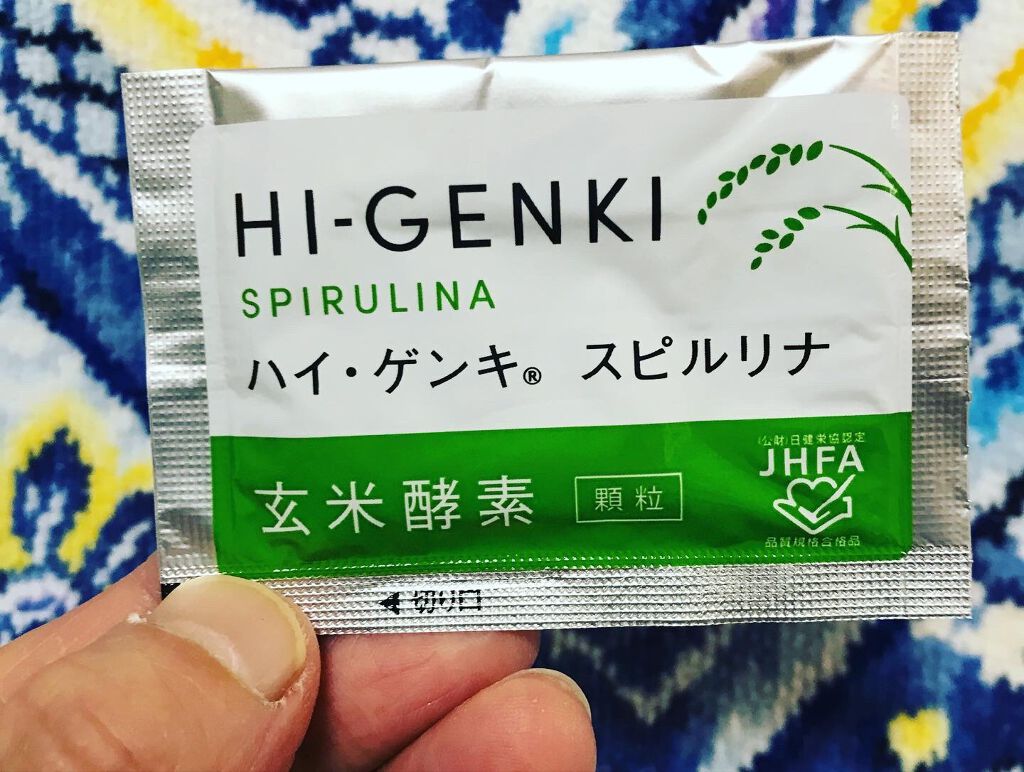 HI-GENKI
SPIRULINA
ハイ・ゲンキ® スピルリナ
玄米酵素 顆粒
(公財)日健栄協認定
JHFA
品質規格合格品
◀切り口